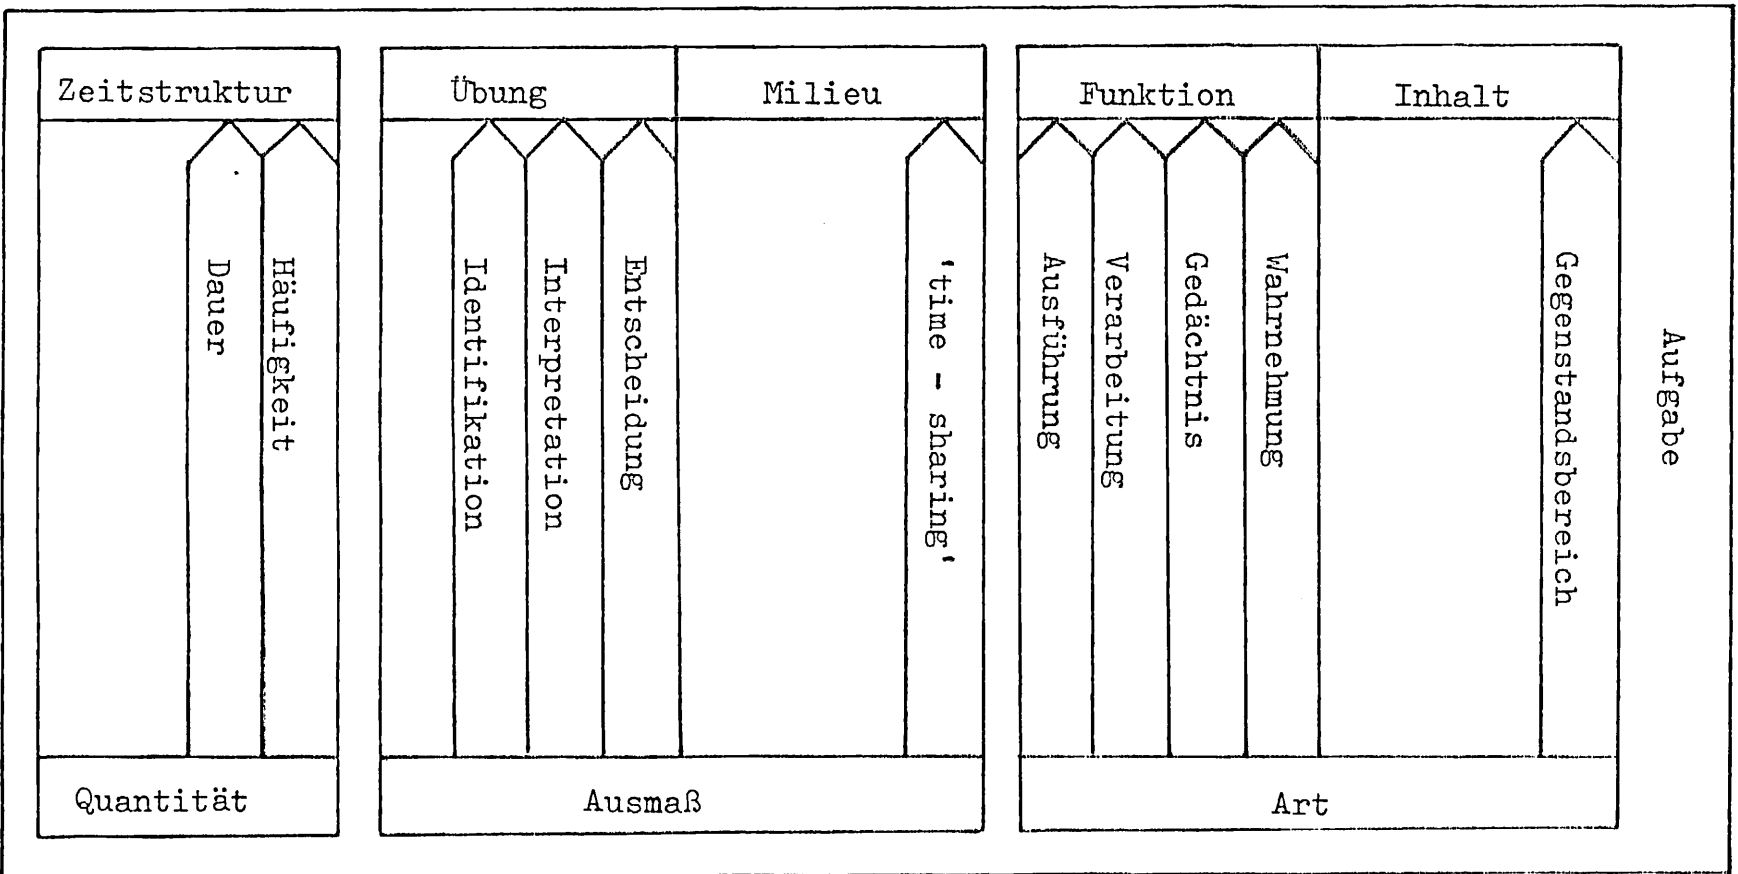 Zeitstruktur
Übung
Milieu
Funktion
Inhalt
Dauer
Häufigkeit
Identifikation
Interpretation
Entscheidung
'time - sharing'
Ausführung
Verarbeitung
Gedächtnis
Wahrnehmung
Gegenstandsbereich
Aufgabe
Quantität
Ausmaß
Art